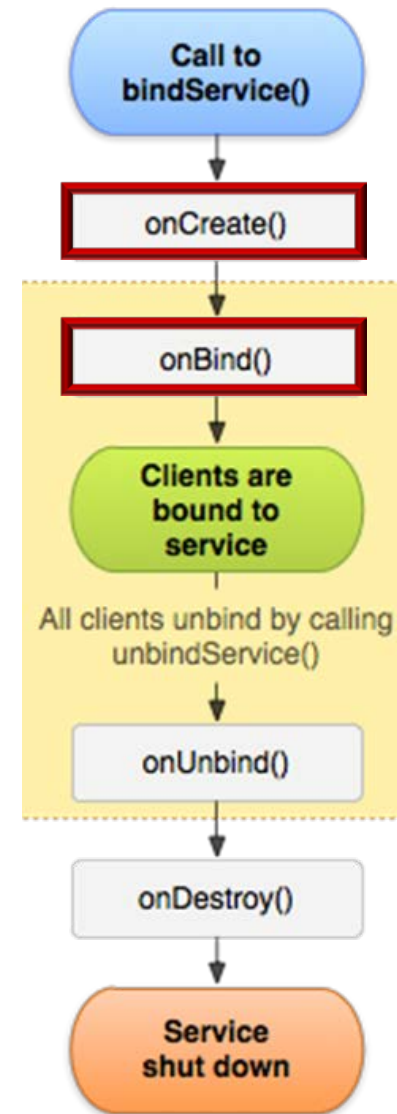 Call to
bindService()
onCreate()
onBind()
Clients are
bound to
service
All clients unbind by calling
unbindService()
onUnbind()
onDestroy()
Service
shut down